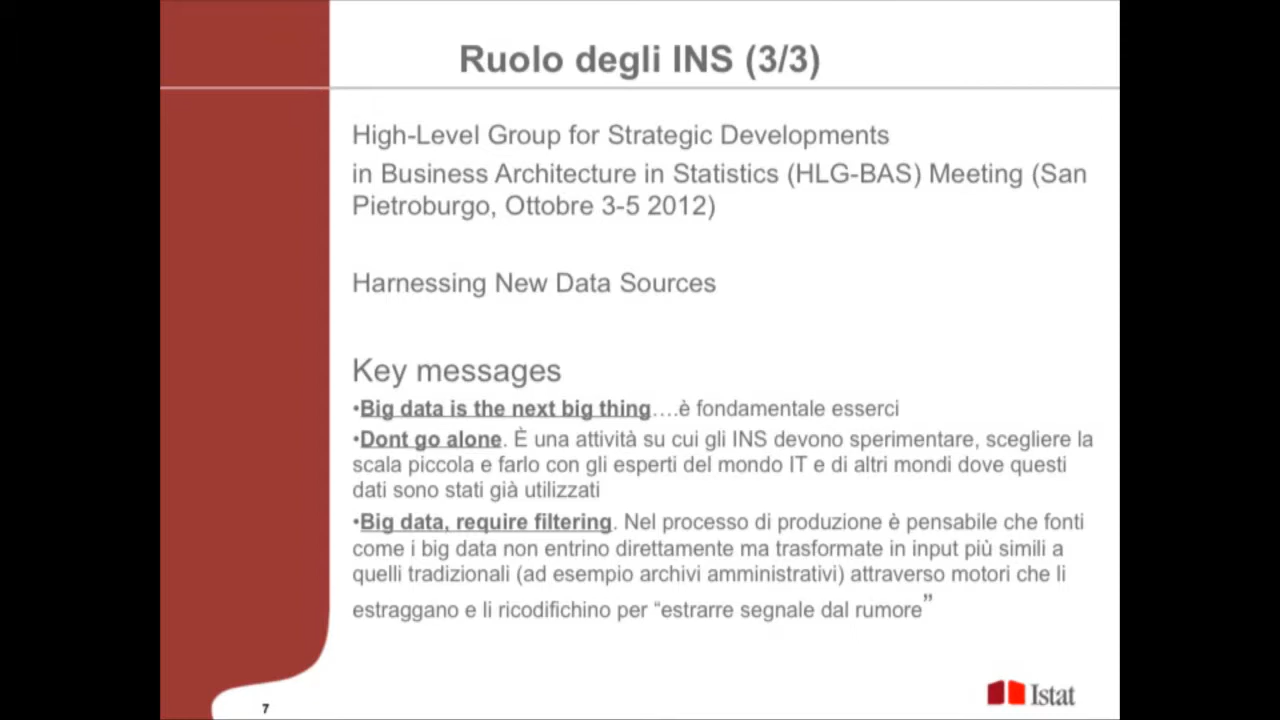 Ruolo degli INS (3/3)
High-Level Group for Strategic Developments
in Business Architecture in Statistics (HLG-BAS) Meeting (San
Pietroburgo, Ottobre 3-5 2012)
Harnessing New Data Sources
Key messages
•Big data is the next big thing….è fondamentale esserci
•Dont go alone. È una attività su cui gli INS devono sperimentare, scegliere la
scala piccola e farlo con gli esperti del mondo IT e di altri mondi dove questi
dati sono stati già utilizzati
•Big data, require filtering. Nel processo di produzione è pensabile che fonti
come i big data non entrino direttamente ma trasformate in input più simili a
quelli tradizionali (ad esempio archivi amministrativi) attraverso motori che li
estraggano e li ricodifichino per “estrarre segnale dal rumore”
7
Istat